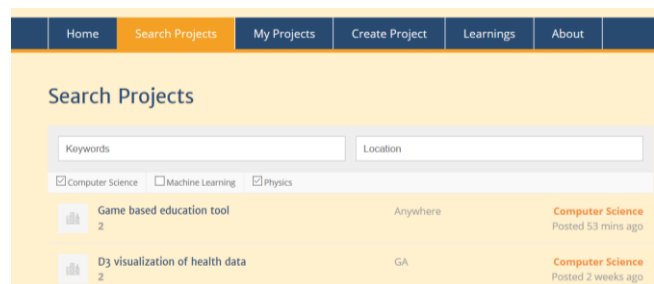 Home Search Projects My Projects Create Project Learnings About
Search Projects
Keywords Location
Computer Science Machine Learning Physics
Game based education tool Anywhere Computer Science
2 Posted 53 mins ago
D3 visualization of health data GA Computer Science
2 Posted 2 weeks ago